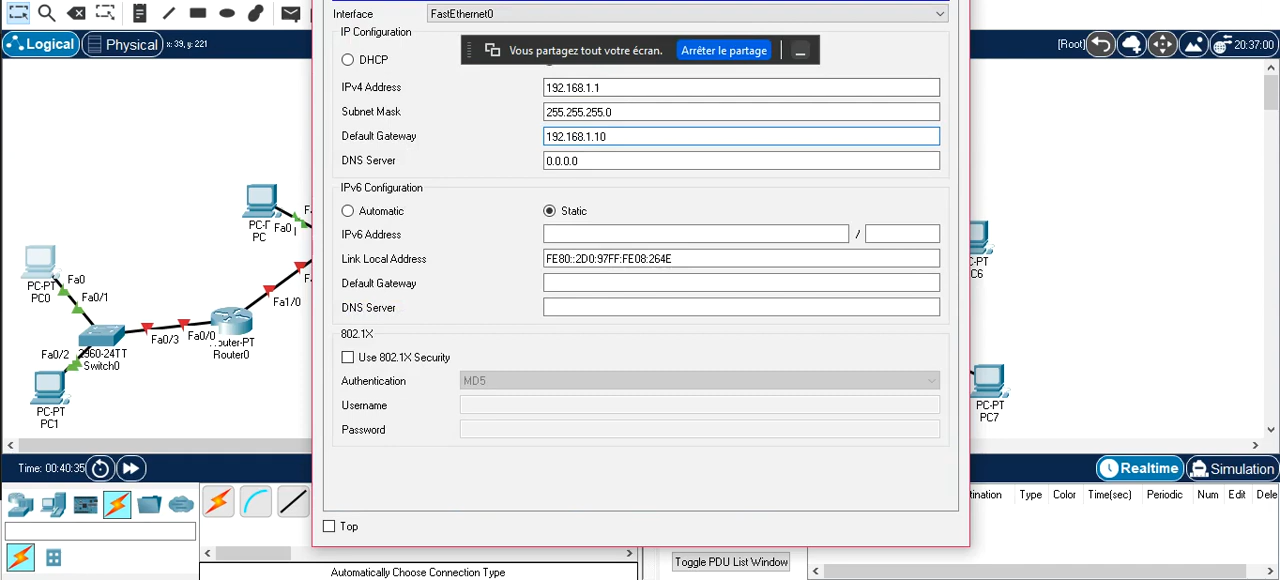 Interface FastEthernet0
IP Configuration
Logical Physical x: 39, y:221 [Root] 20:37:00
Vous partagez tout votre écran. Arrêter le partage
DHCP
IPv4 Address 192.168.1.1
Subnet Mask 255.255.255.0
Default Gateway 192.168.1.10
DNS Server 0.0.0.0
IPv6 Configuration
Automatic Static
IPv6 Address /
Link Local Address FE80::2D0:97FF:FE08:264E
Default Gateway
DNS Server
802.1X
Use 802.1X Security
Authentication MD5
Username
Password
Top
PC
Fa0
PC-PT
PC0
Fa0
Fa0/1
Fa1/0
Fa0/3
Fa0/0
Router0
Fa0/2
2960-24TT
Switch0
PC-PT
PC1
PC-PT
PC7
Time: 00:40:35
Realtime Simulation
Type Color Time(sec) Periodic Num Edit Dele
Toggle PDU List Window
Automatically Choose Connection Type